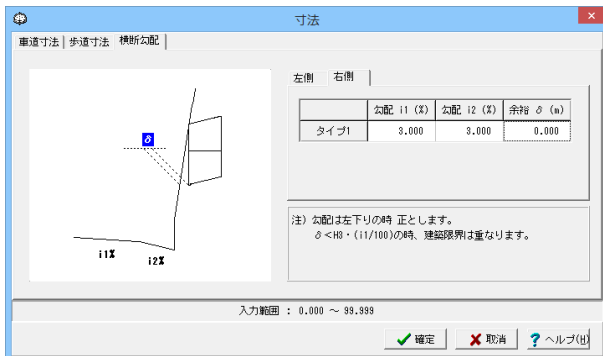 寸法
車道寸法 歩道寸法 横断勾配
左側 右側
勾配 i1 (%) 勾配 i2 (%) 余裕 δ (m)
タイプ1 3.000 3.000 0.000
δ
i1% i2%
注) 勾配は左下りの時 正とします。
δ<H3・(i1/100)の時、建築限界は重なります。
入力範囲 : 0.000 ~ 99.999
確定 取消 ヘルプ(H)